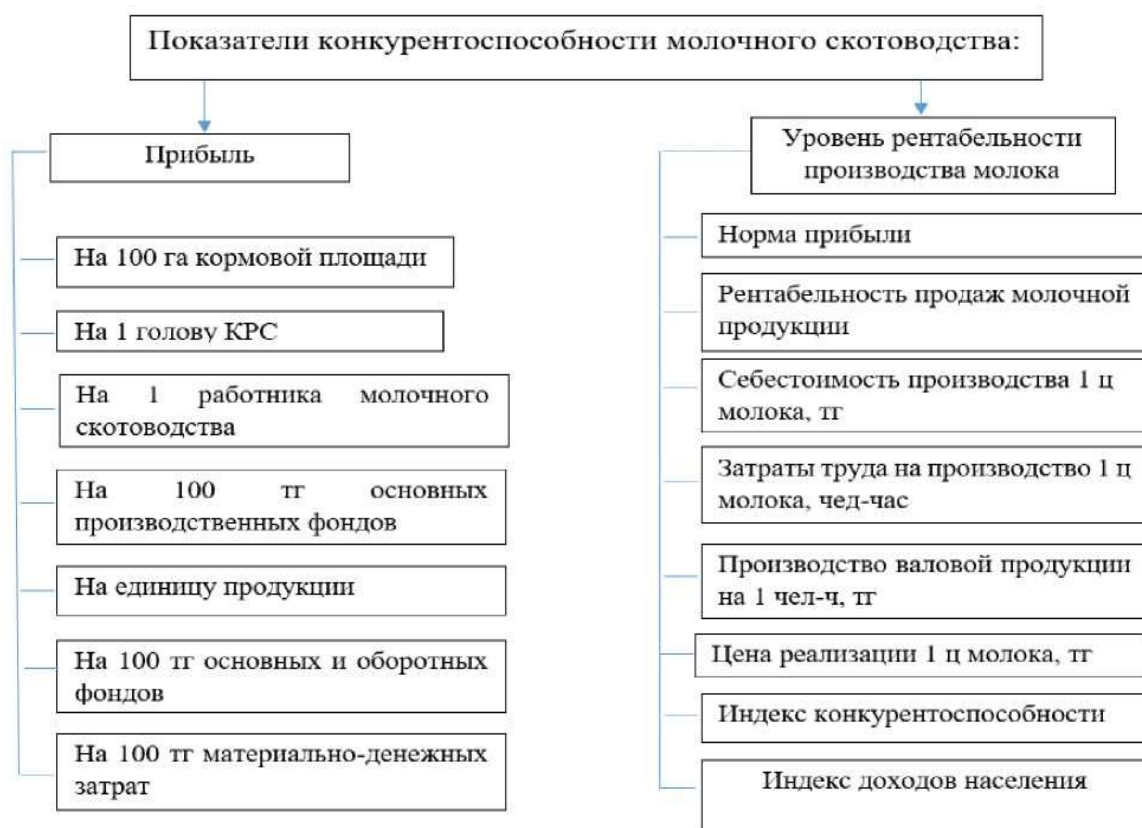 Показатели конкурентоспособности молочного скотоводства:
Прибыль
На 100 га кормовой площади
На 1 голову КРС
На 1 работника молочного
скотоводства
На 100 тг основных
производственных фондов
На единицу продукции
На 100 тг основных и оборотных
фондов
На 100 тг материально-денежных
затрат
Уровень рентабельности
производства молока
Норма прибыли
Рентабельность продаж молочной
продукции
Себестоимость производства 1 ц
молока, тг
Затраты труда на производство 1 ц
молока, чед-час
Производство валовой продукции
на 1 чел-ч, тг
Цена реализации 1 ц молока, тг
Индекс конкурентоспособности
Индекс доходов населения